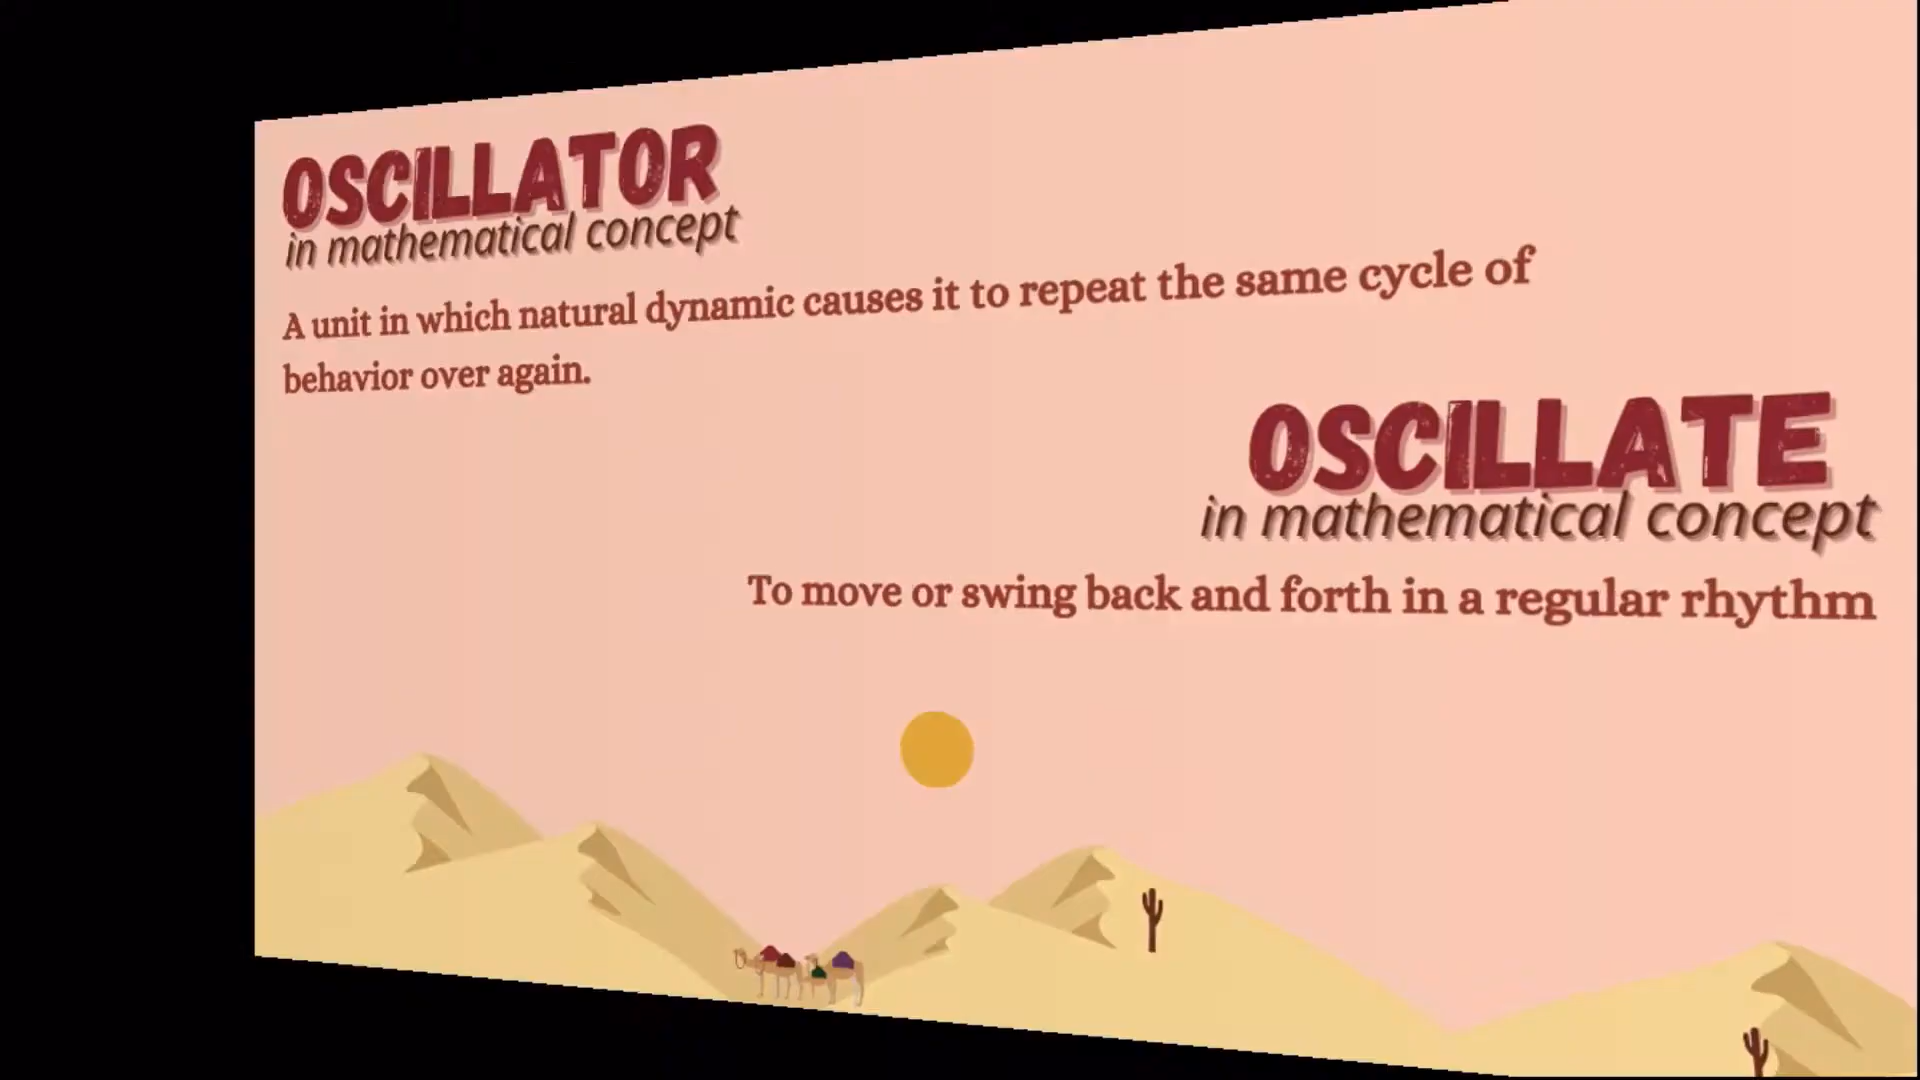 OSCILLATOR
in mathematical concept
A unit in which natural dynamic causes it to repeat the same cycle of
behavior over again.
OSCILLATE
in mathematical concept
To move or swing back and forth in a regular rhythm